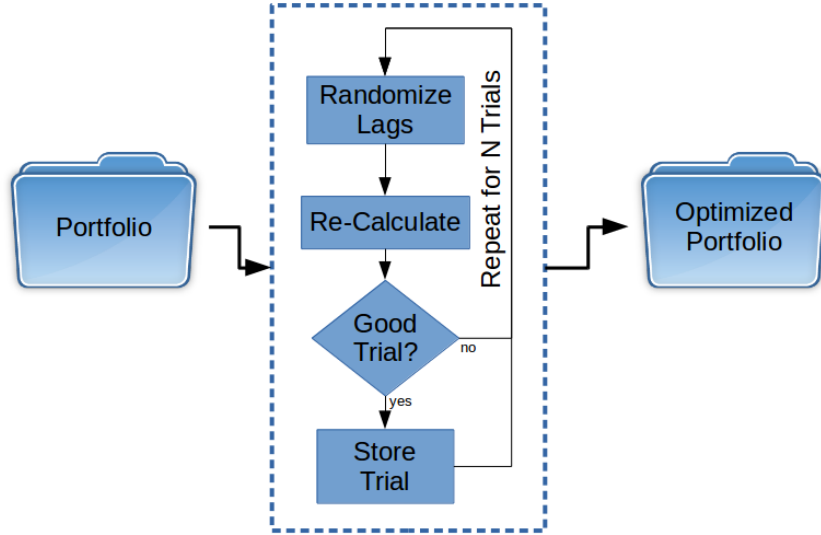 Randomize
Lags
Repeat for N Trials
Portfolio
Re-Calculate
Optimized
Portfolio
Good
Trial?
no
yes
Store
Trial